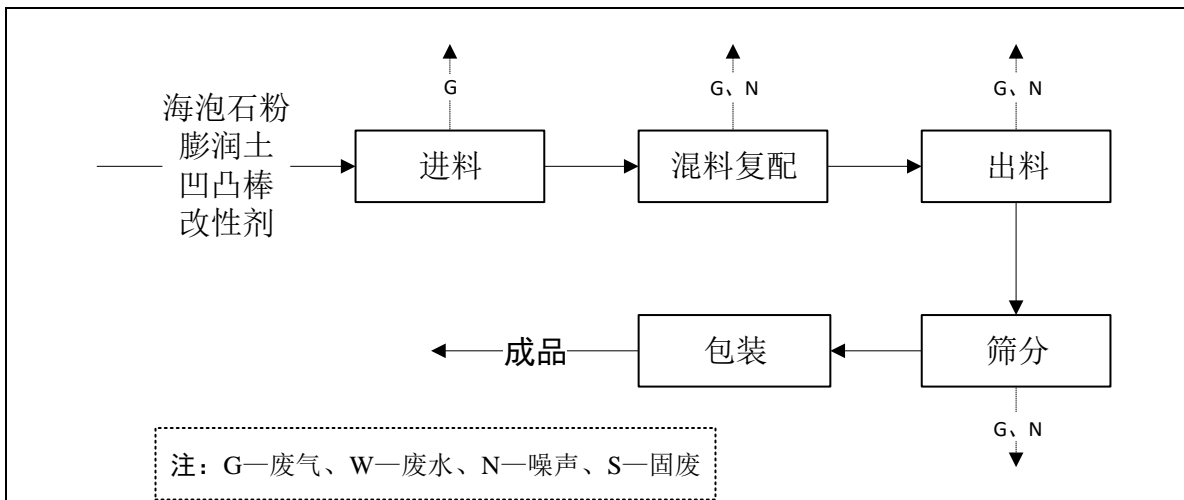 G
G、N
G、N
海泡石粉
膨润土
凹凸棒
改性剂
进料
混料复配
出料
成品
包装
筛分
G、N
注：G—废气、W—废水、N—噪声、S—固废